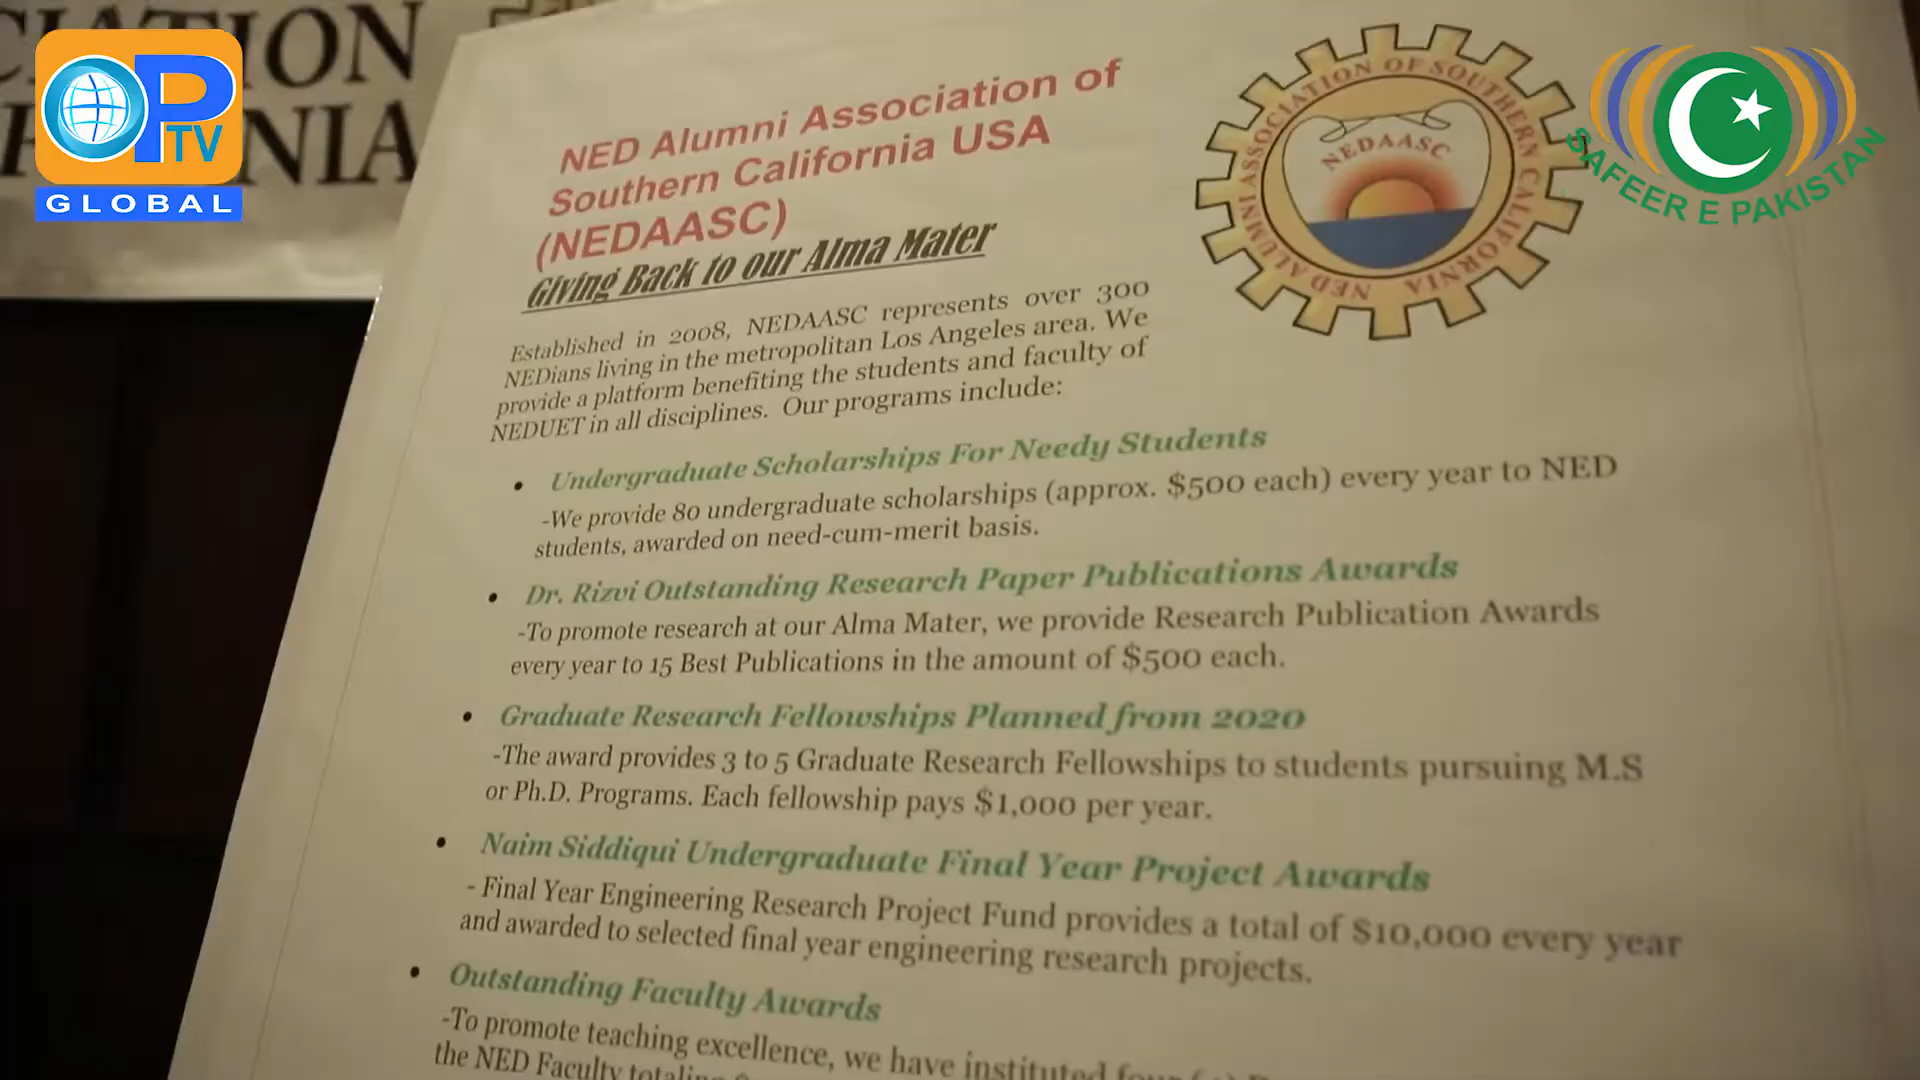 CIATION
NIA
OPTV
GLOBAL
SAFEER E PAKISTAN
NED Alumni Association of
Southern California USA
(NEDAASC)
Giving Back to our Alma Mater
NED ALUMNI ASSOCIATION OF SOUTHERN CALIFORNIA
NEDAASC
Established in 2008, NEDAASC represents over 300
NEDians living in the metropolitan Los Angeles area. We
provide a platform benefiting the students and faculty of
NEDUET in all disciplines. Our programs include:
• Undergraduate Scholarships For Needy Students
-We provide 80 undergraduate scholarships (approx. $500 each) every year to NED
students, awarded on need-cum-merit basis.
• Dr. Rizvi Outstanding Research Paper Publications Awards
-To promote research at our Alma Mater, we provide Research Publication Awards
every year to 15 Best Publications in the amount of $500 each.
• Graduate Research Fellowships Planned from 2020
-The award provides 3 to 5 Graduate Research Fellowships to students pursuing M.S
or Ph.D. Programs. Each fellowship pays $1,000 per year.
• Naim Siddiqui Undergraduate Final Year Project Awards
- Final Year Engineering Research Project Fund provides a total of $10,000 every year
and awarded to selected final year engineering research projects.
• Outstanding Faculty Awards
-To promote teaching excellence, we have instituted four
the NED Faculty totaling